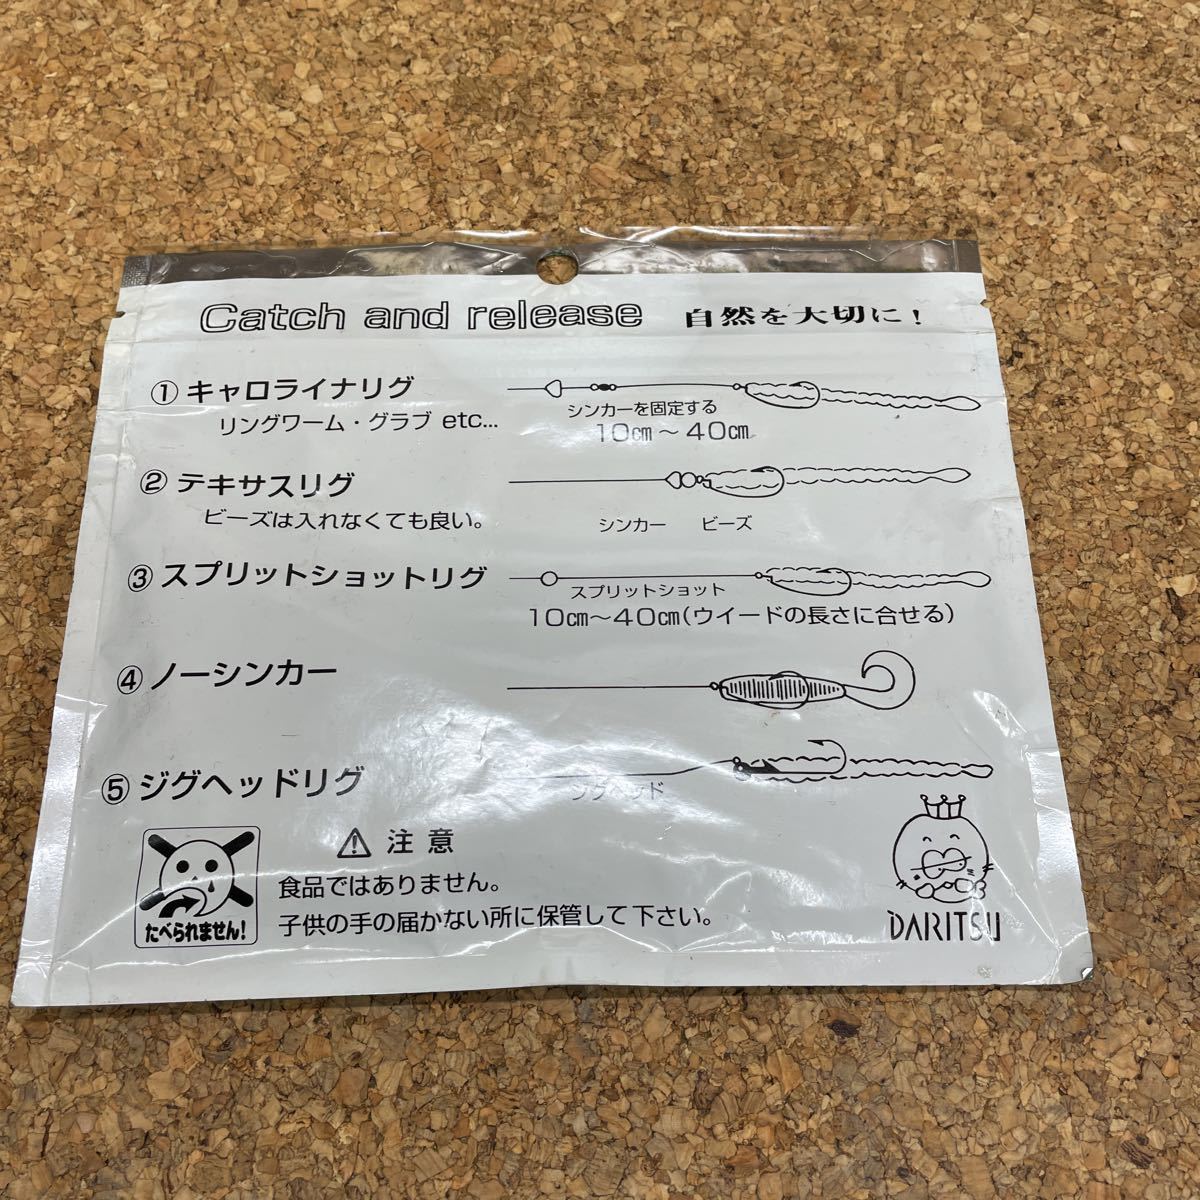 Catch and release 自然を大切に!
①キャロライナリグ
リングワーム・グラブ etc...
シンカーを固定する
10㎝〜40㎝
②テキサスリグ
ビーズは入れなくても良い。
シンカー ビーズ
③スプリットショットリグ
スプリットショット
10㎝〜40㎝(ウイードの長さに合せる)
④ノーシンカー
⑤ジグヘッドリグ
ジグヘッド
⚠ 注意
食品ではありません。
子供の手の届かない所に保管して下さい。
たべられません!
DARITSU